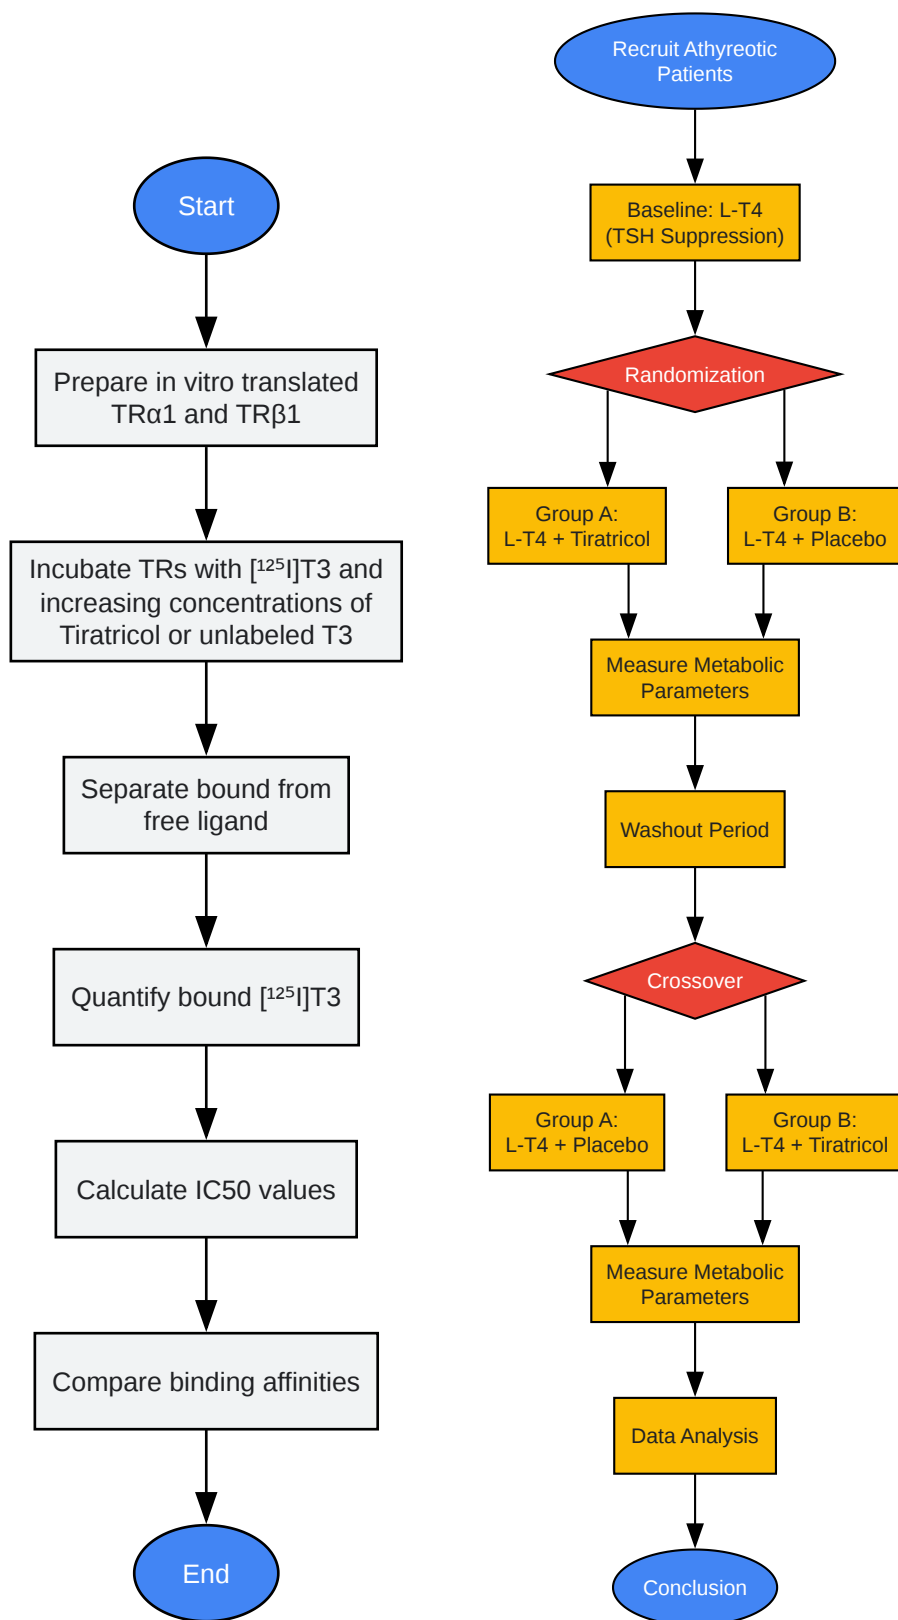 Start
Prepare in vitro translated
TRα1 and TRβ1
Incubate TRs with [¹²⁵I]T3 and
increasing concentrations of
Tiratricol or unlabeled T3
Separate bound from
free ligand
Quantify bound [¹²⁵I]T3
Calculate IC50 values
Compare binding affinities
End
Recruit Athyreotic
Patients
Baseline: L-T4
(TSH Suppression)
Randomization
Group A:
L-T4 + Tiratricol
Group B:
L-T4 + Placebo
Measure Metabolic
Parameters
Washout Period
Crossover
Group A:
L-T4 + Placebo
Group B:
L-T4 + Tiratricol
Measure Metabolic
Parameters
Data Analysis
Conclusion